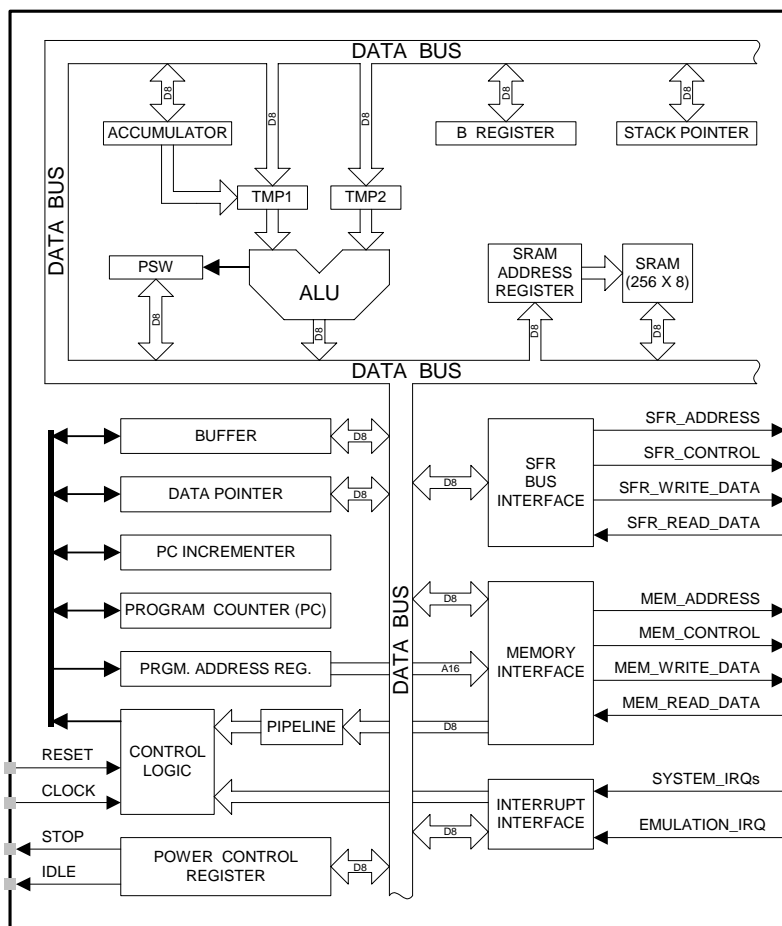 DATA BUS
D8
D8
D8
D8
D8
ACCUMULATOR
B REGISTER
STACK POINTER
DATA BUS
TMP1
TMP2
PSW
ALU
SRAM
ADDRESS
REGISTER
SRAM
(256 X 8)
D8
D8
D8
D8
DATA BUS
BUFFER
D8
SFR_ADDRESS
SFR_CONTROL
DATA POINTER
D8
D8
SFR
BUS
INTERFACE
SFR_WRITE_DATA
SFR_READ_DATA
PC INCREMENTER
DATA BUS
D8
PROGRAM COUNTER (PC)
MEM_ADDRESS
MEM_CONTROL
MEMORY
INTERFACE
PRGM. ADDRESS REG.
A16
MEM_WRITE_DATA
MEM_READ_DATA
PIPELINE
D8
CONTROL
LOGIC
RESET
CLOCK
SYSTEM_IRQs
INTERRUPT
INTERFACE
D8
EMULATION_IRQ
STOP
IDLE
POWER CONTROL
REGISTER
D8